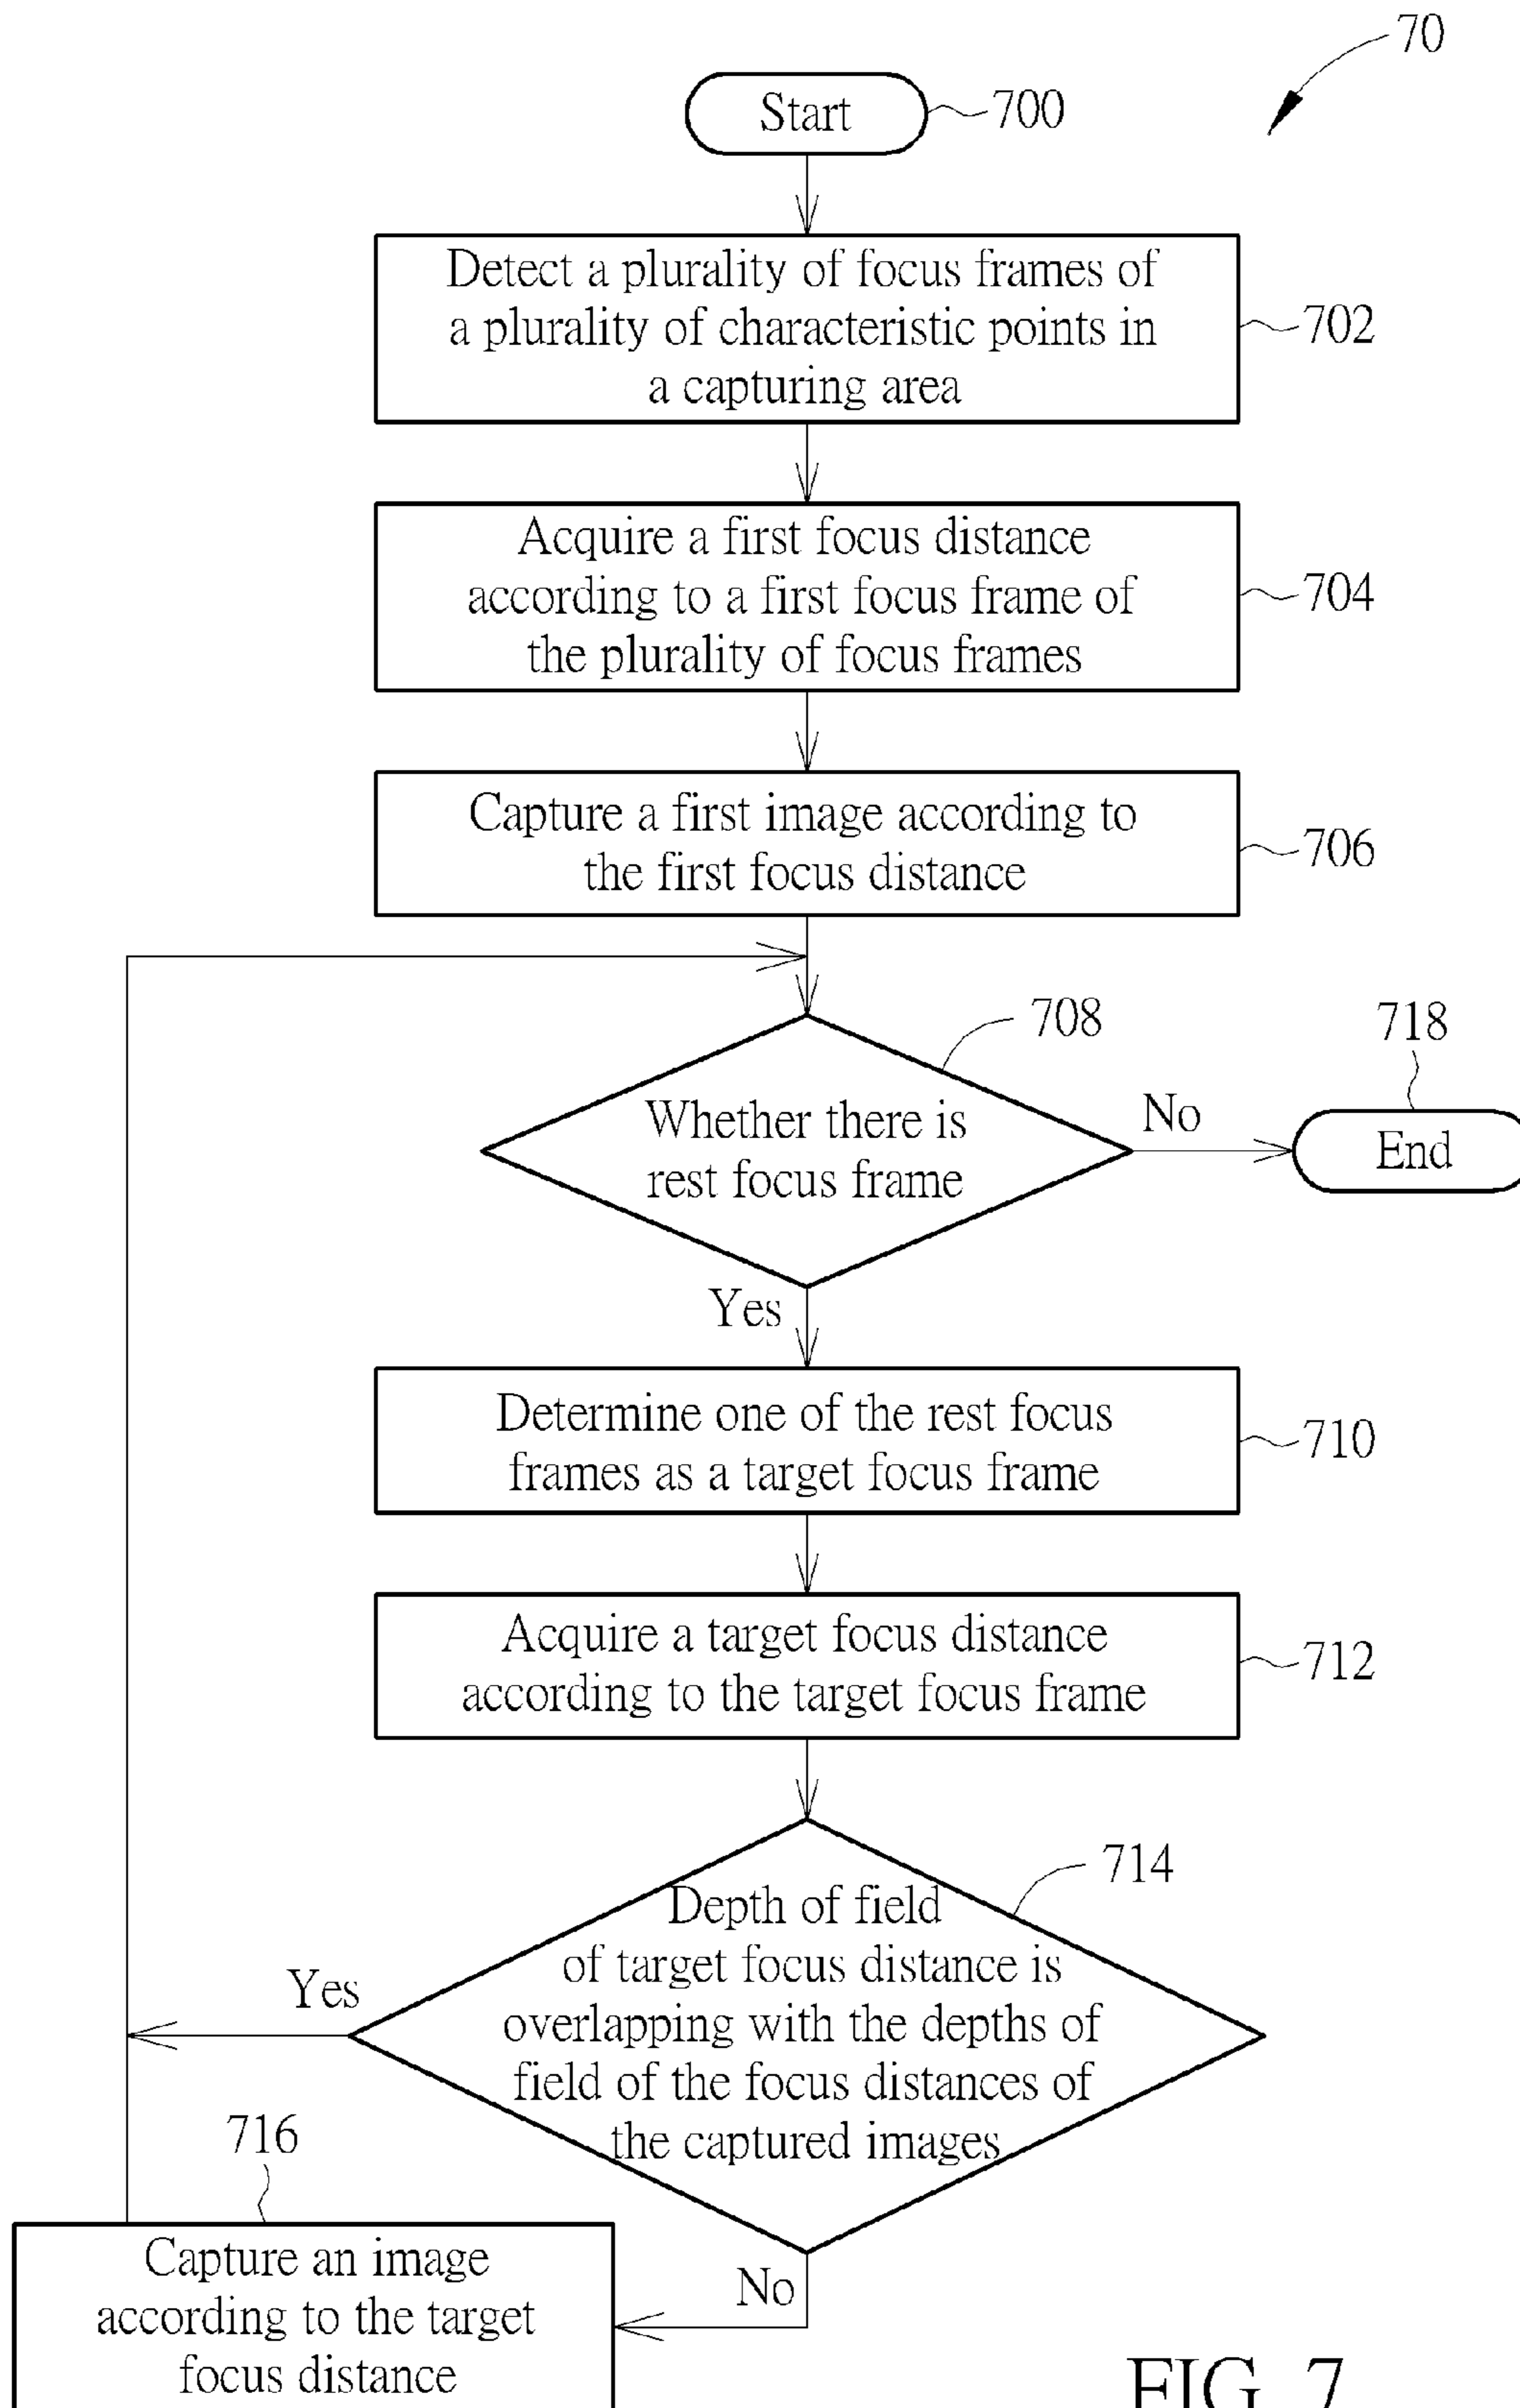 70
Start
700
Detect a plurality of focus frames of
a plurality of characteristic points in
a capturing area
702
Acquire a first focus distance
according to a first focus frame of
the plurality of focus frames
704
Capture a first image according to
the first focus distance
706
708
718
Whether there is
rest focus frame
No
End
Yes
Determine one of the rest focus
frames as a target focus frame
710
Acquire a target focus distance
according to the target focus frame
712
714
Depth of field
of target focus distance is
overlapping with the depths of
field of the focus distances of
the captured images
Yes
716
No
Capture an image
according to the target
focus distance
FIG. 7